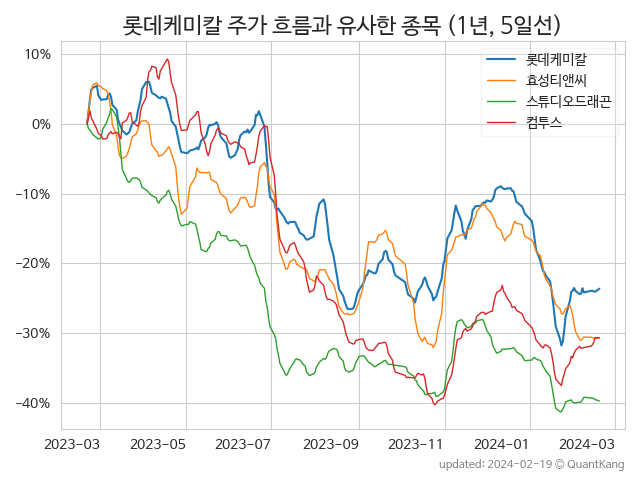 롯데케미칼 주가 흐름과 유사한 종목 (1년, 5일선)
롯데케미칼
효성티앤씨
스튜디오드래곤
컴투스
10%
0%
−10%
−20%
−30%
−40%
2023-03 2023-05 2023-07 2023-09 2023-11 2024-01 2024-03
updated: 2024-02-19 © QuantKang